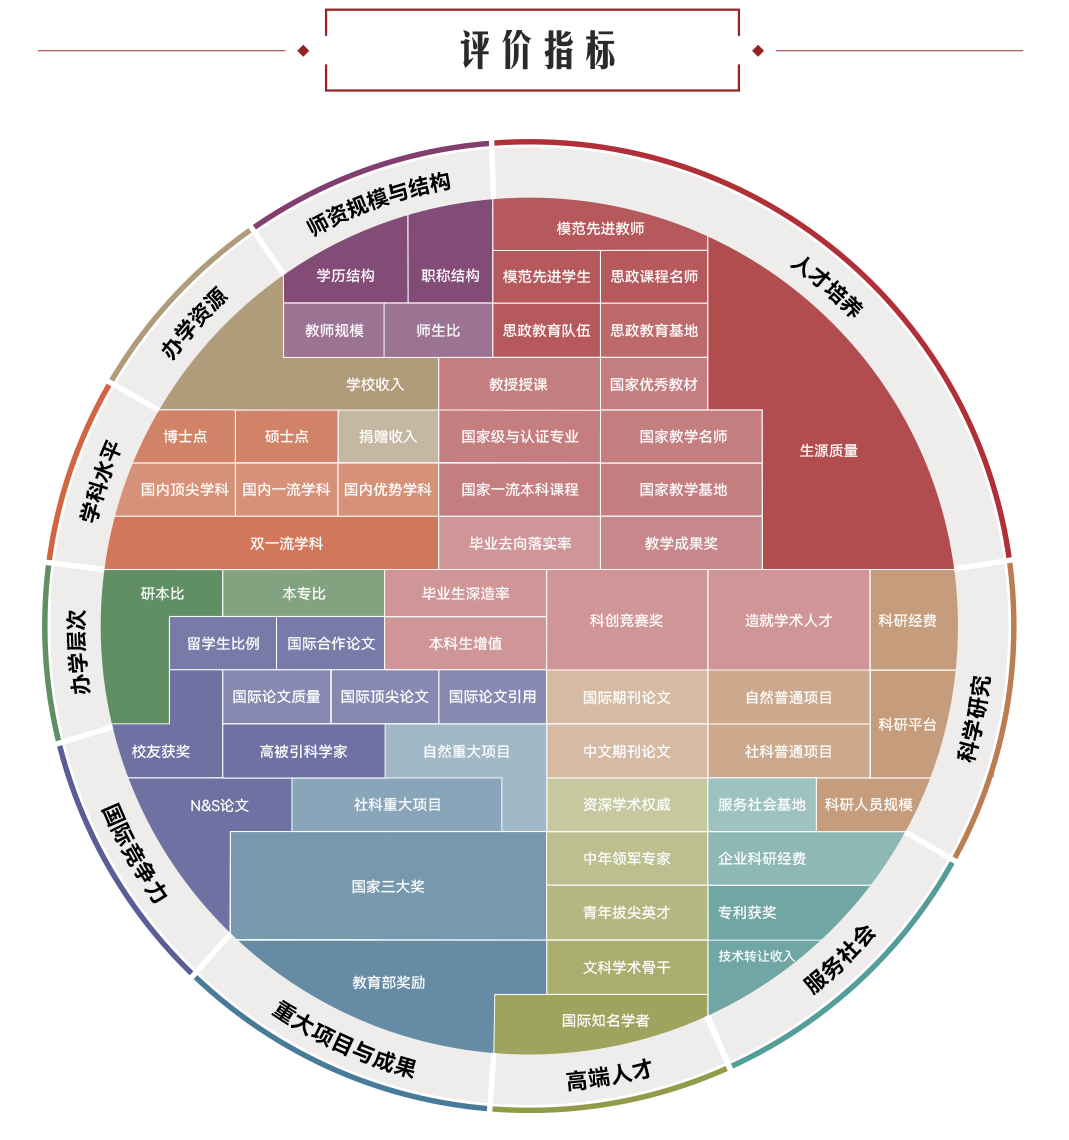 评价指标
师资规模与结构
人才培养
办学资源
学科水平
办学层次
国际竞争力
重大项目与成果
高端人才
服务社会
科学研究
模范先进教师
学历结构
职称结构
模范先进学生
思政课程名师
教师规模
师生比
思政教育队伍
思政教育基地
学校收入
教授授课
国家优秀教材
博士点
硕士点
捐赠收入
国家级与认证专业
国家教学名师
生源质量
国内顶尖学科
国内一流学科
国内优势学科
国家一流本科课程
国家教学基地
双一流学科
毕业去向落实率
教学成果奖
研本比
本专比
毕业生深造率
科创竞赛奖
造就学术人才
科研经费
留学生比例
国际合作论文
本科生增值
国际论文质量
国际顶尖论文
国际论文引用
国际期刊论文
自然普通项目
科研平台
校友获奖
高被引科学家
自然重大项目
中文期刊论文
社科普通项目
N&S论文
社科重大项目
资深学术权威
服务社会基地
科研人员规模
国家三大奖
中年领军专家
企业科研经费
青年拔尖英才
专利获奖
教育部奖励
文科学术骨干
技术转让收入
国际知名学者